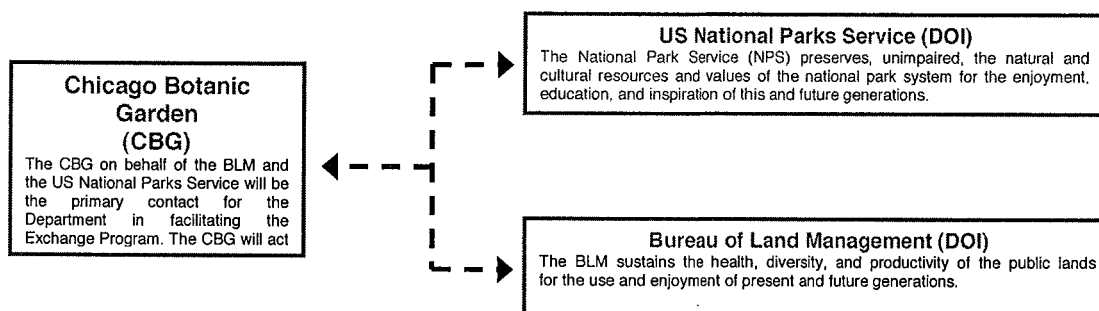 Chicago Botanic
Garden
(CBG)
The CBG on behalf of the BLM and
the US National Parks Service will be
the primary contact for the
Department in facilitating the
Exchange Program. The CBG will act
US National Parks Service (DOI)
The National Park Service (NPS) preserves, unimpaired, the natural and
cultural resources and values of the national park system for the enjoyment,
education, and inspiration of this and future generations.
Bureau of Land Management (DOI)
The BLM sustains the health, diversity, and productivity of the public lands
for the use and enjoyment of present and future generations.